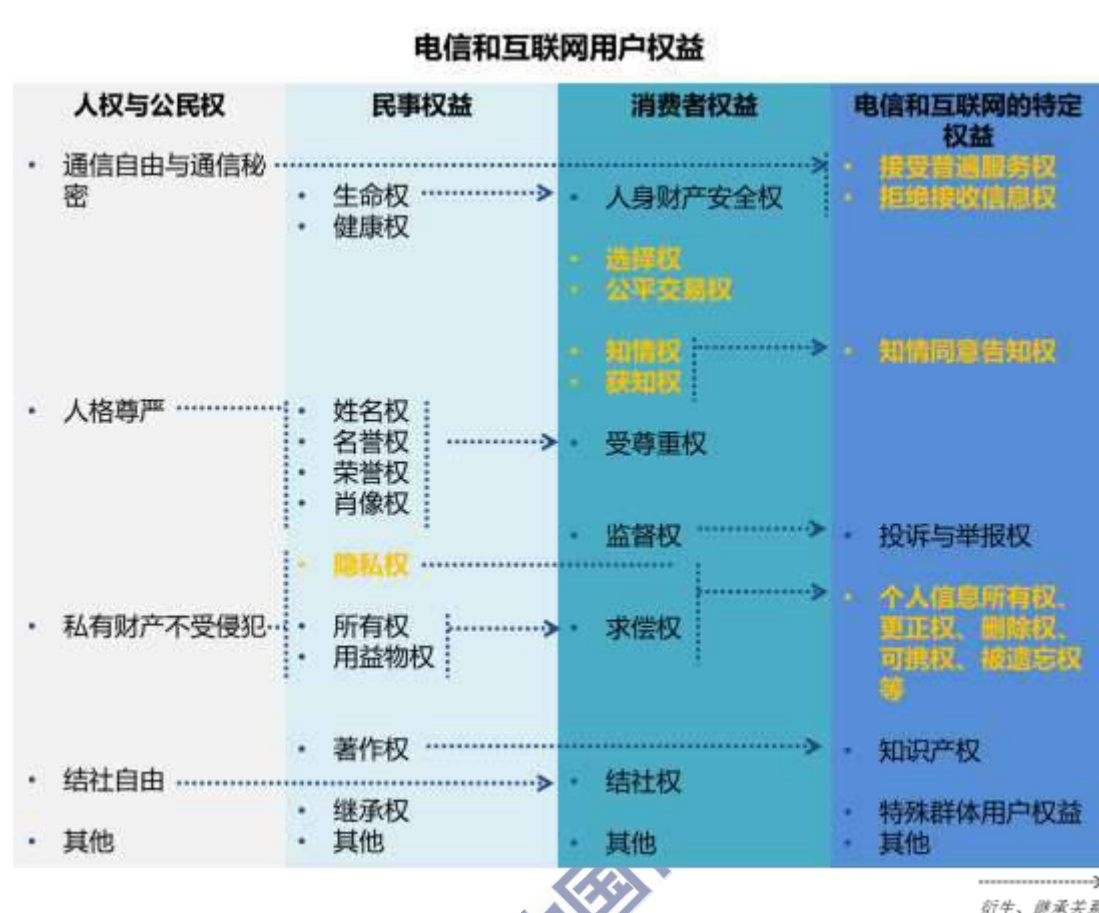 电信和互联网用户权益
人权与公民权
• 通信自由与通信秘
密
• 人格尊严
• 私有财产不受侵犯
• 结社自由
• 其他
民事权益
• 生命权
• 健康权
• 姓名权
• 名誉权
• 荣誉权
• 肖像权
• 隐私权
• 所有权
• 用益物权
• 著作权
• 继承权
• 其他
消费者权益
• 人身财产安全权
• 选择权
• 公平交易权
• 知情权
• 获知权
• 受尊重权
• 监督权
• 求偿权
• 结社权
• 其他
电信和互联网的特定
权益
• 接受普遍服务权
• 拒绝接收信息权
• 知情同意告知权
• 投诉与举报权
• 个人信息所有权、
更正权、删除权、
可携权、被遗忘权
等
• 知识产权
• 特殊群体用户权益
• 其他
衍生、继承关系
国